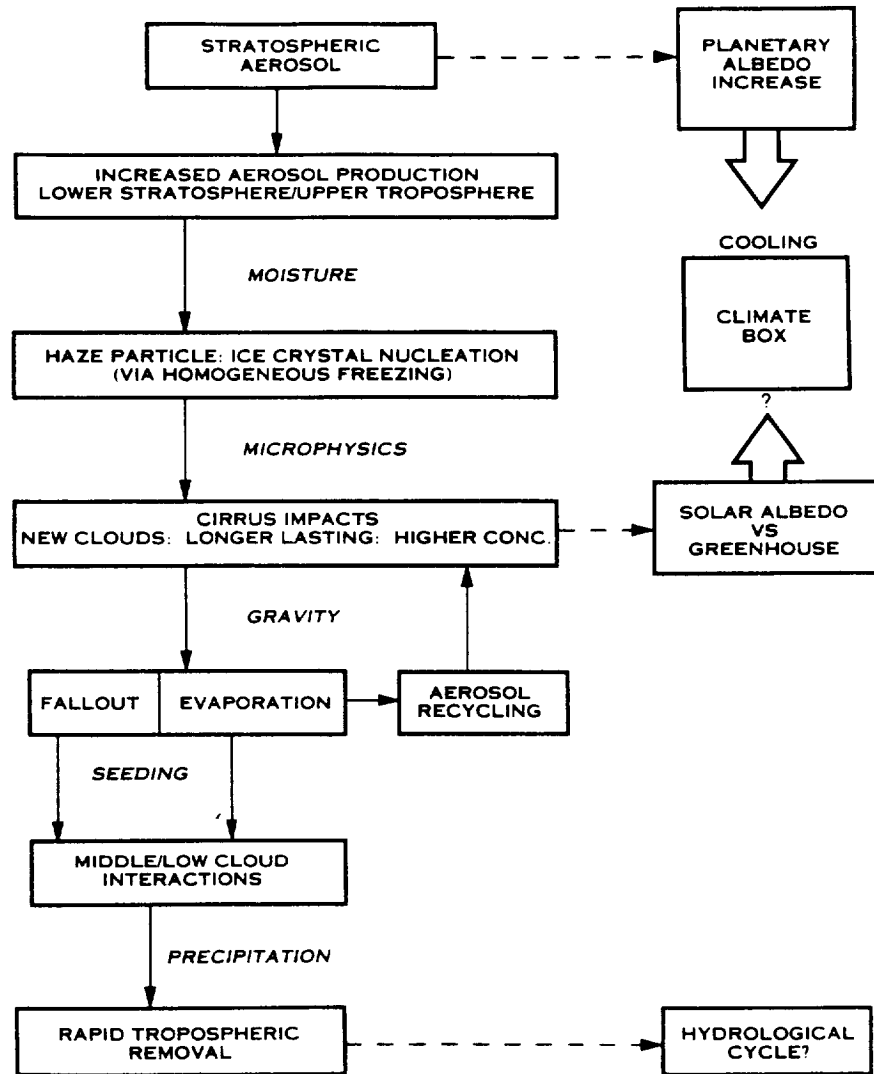 STRATOSPHERIC
AEROSOL
PLANETARY
ALBEDO
INCREASE
INCREASED AEROSOL PRODUCTION
LOWER STRATOSPHERE/UPPER TROPOSPHERE
COOLING
MOISTURE
CLIMATE
BOX
HAZE PARTICLE: ICE CRYSTAL NUCLEATION
(VIA HOMOGENEOUS FREEZING)
?
MICROPHYSICS
CIRRUS IMPACTS
NEW CLOUDS: LONGER LASTING: HIGHER CONC.
SOLAR ALBEDO
VS
GREENHOUSE
GRAVITY
FALLOUT
EVAPORATION
AEROSOL
RECYCLING
SEEDING
MIDDLE/LOW CLOUD
INTERACTIONS
PRECIPITATION
RAPID TROPOSPHERIC
REMOVAL
HYDROLOGICAL
CYCLE?